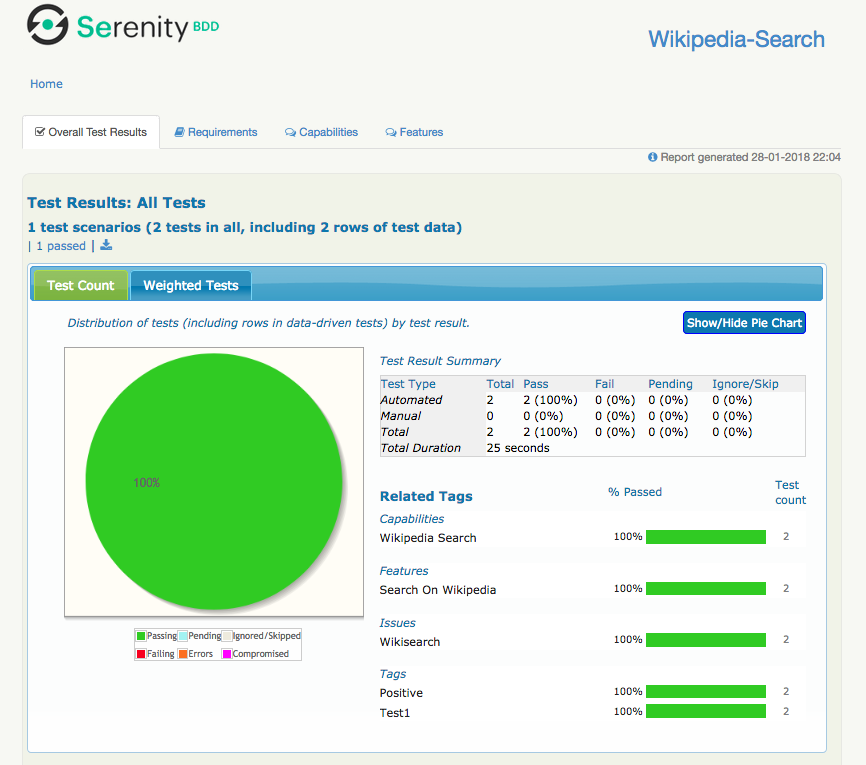 Serenity BDD
Wikipedia-Search
Home
Overall Test Results Requirements Capabilities Features
Report generated 28-01-2018 22:04
Test Results: All Tests
1 test scenarios (2 tests in all, including 2 rows of test data)
| 1 passed |
Test Count Weighted Tests
Distribution of tests (including rows in data-driven tests) by test result.
Show/Hide Pie Chart
100%
Passing Pending Ignored/Skipped
Failing Errors Compromised
Test Result Summary
Test Type Total Pass Fail Pending Ignore/Skip
Automated 2 2 (100%) 0 (0%) 0 (0%) 0 (0%)
Manual 0 0 (0%) 0 (0%) 0 (0%) 0 (0%)
Total 2 2 (100%) 0 (0%) 0 (0%) 0 (0%)
Total Duration 25 seconds
Related Tags % Passed Test count
Capabilities
Wikipedia Search 100% 2
Features
Search On Wikipedia 100% 2
Issues
Wikisearch 100% 2
Tags
Positive 100% 2
Test1 100% 2